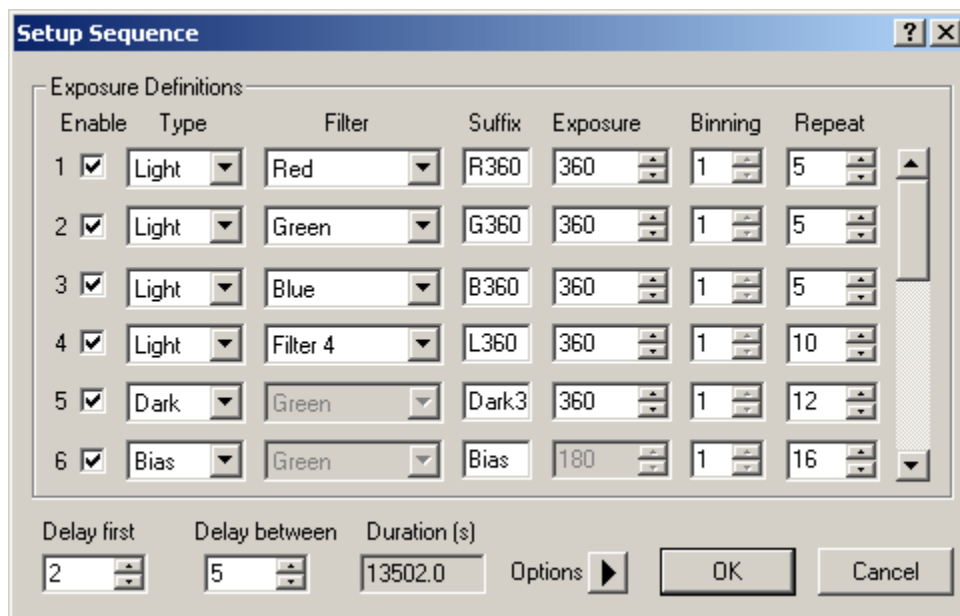 Setup Sequence
Exposure Definitions
Enable Type Filter Suffix Exposure Binning Repeat
1 Light Red R360 360 1 5
2 Light Green G360 360 1 5
3 Light Blue B360 360 1 5
4 Light Filter 4 L360 360 1 10
5 Dark Green Dark3 360 1 12
6 Bias Green Bias 180 1 16
Delay first Delay between Duration (s)
2 5 13502.0 Options OK Cancel